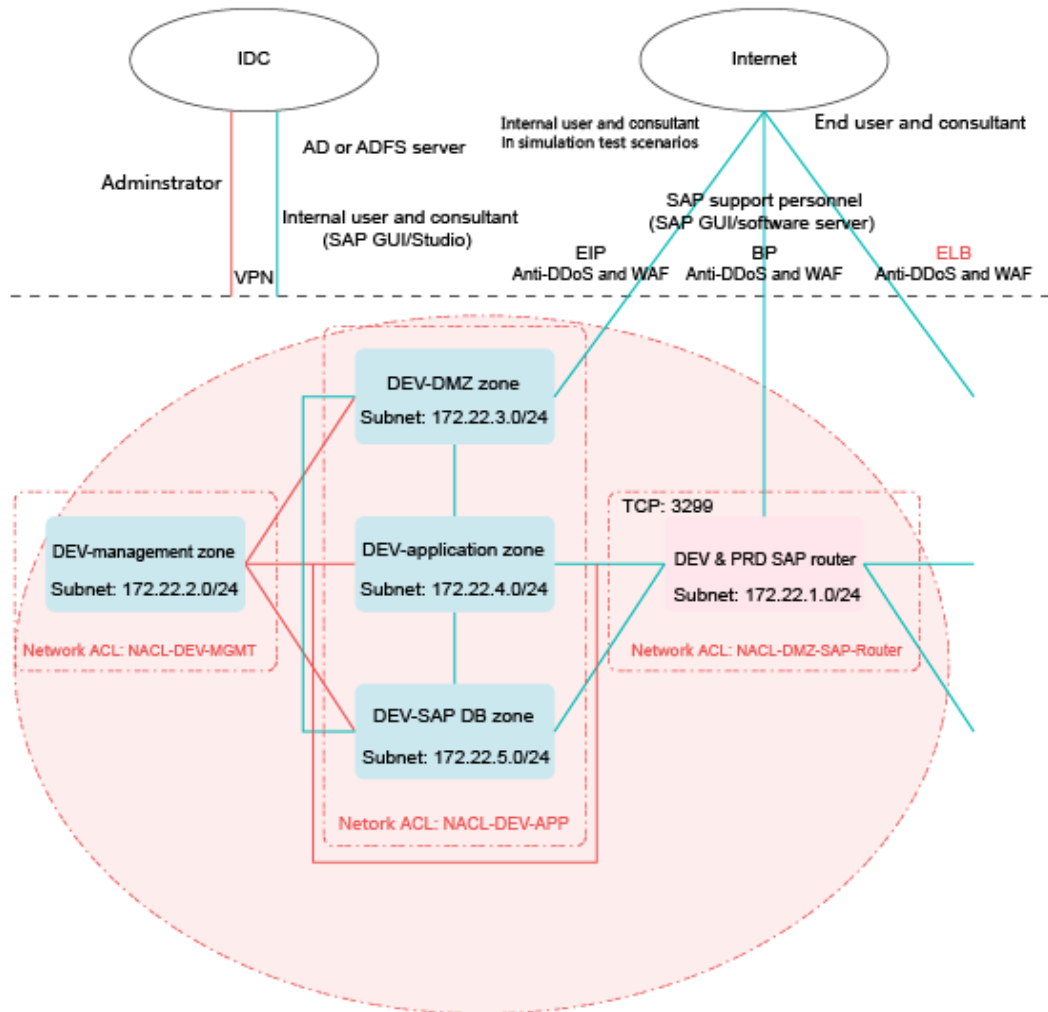 IDC
Internet
Adminstrator
AD or ADFS server
Internal user and consultant
(SAP GUI/Studio)
VPN
Internal user and consultant
In simulation test scenarios
End user and consultant
SAP support personnel
(SAP GUI/software server)
EIP
Anti-DDoS and WAF
BP
Anti-DDoS and WAF
ELB
Anti-DDoS and WAF
DEV-DMZ zone
Subnet: 172.22.3.0/24
DEV-management zone
Subnet: 172.22.2.0/24
Network ACL: NACL-DEV-MGMT
DEV-application zone
Subnet: 172.22.4.0/24
TCP: 3299
DEV & PRD SAP router
Subnet: 172.22.1.0/24
Network ACL: NACL-DMZ-SAP-Router
DEV-SAP DB zone
Subnet: 172.22.5.0/24
Netork ACL: NACL-DEV-APP